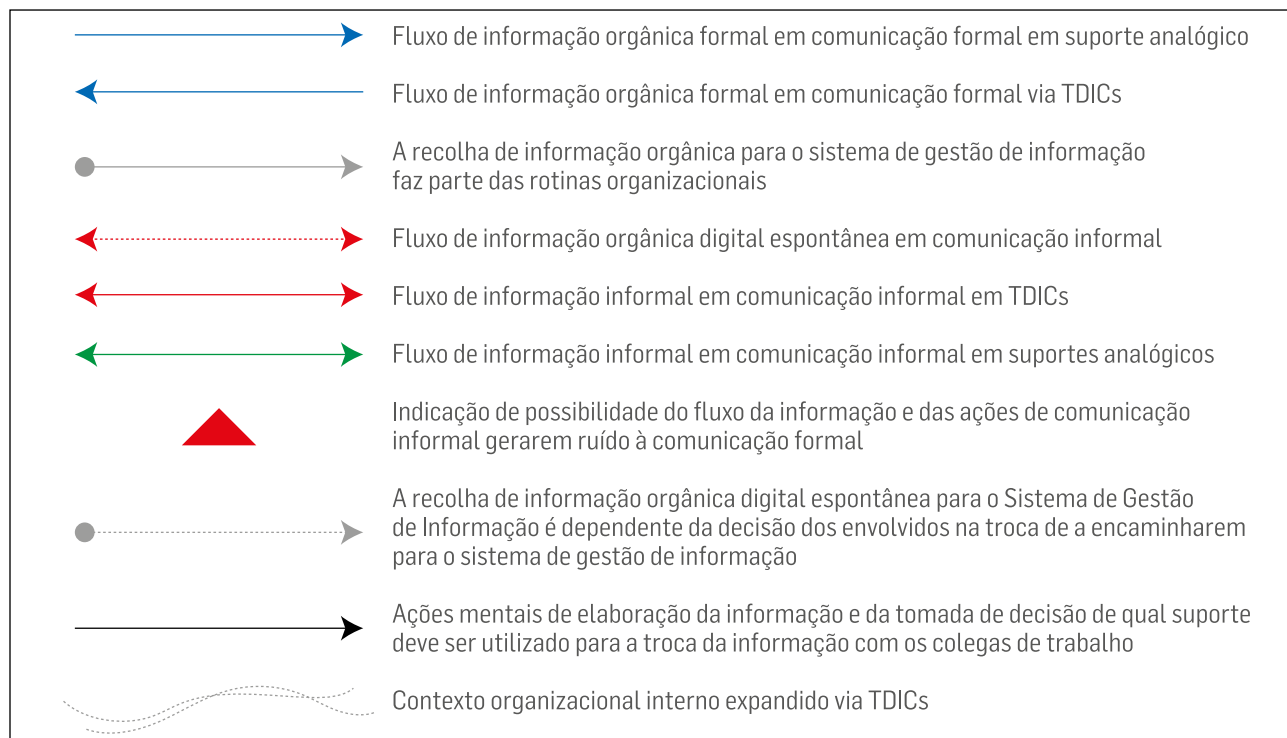 Fluxo de informação orgânica formal em comunicação formal em suporte analógico
Fluxo de informação orgânica formal em comunicação formal via TDICs
A recolha de informação orgânica para o sistema de gestão de informação
faz parte das rotinas organizacionais
Fluxo de informação orgânica digital espontânea em comunicação informal
Fluxo de informação informal em comunicação informal em TDICs
Fluxo de informação informal em comunicação informal em suportes analógicos
Indicação de possibilidade do fluxo da informação e das ações de comunicação
informal gerarem ruído à comunicação formal
A recolha de informação orgânica digital espontânea para o Sistema de Gestão
de Informação é dependente da decisão dos envolvidos na troca de a encaminharem
para o sistema de gestão de informação
Ações mentais de elaboração da informação e da tomada de decisão de qual suporte
deve ser utilizado para a troca da informação com os colegas de trabalho
Contexto organizacional interno expandido via TDICs